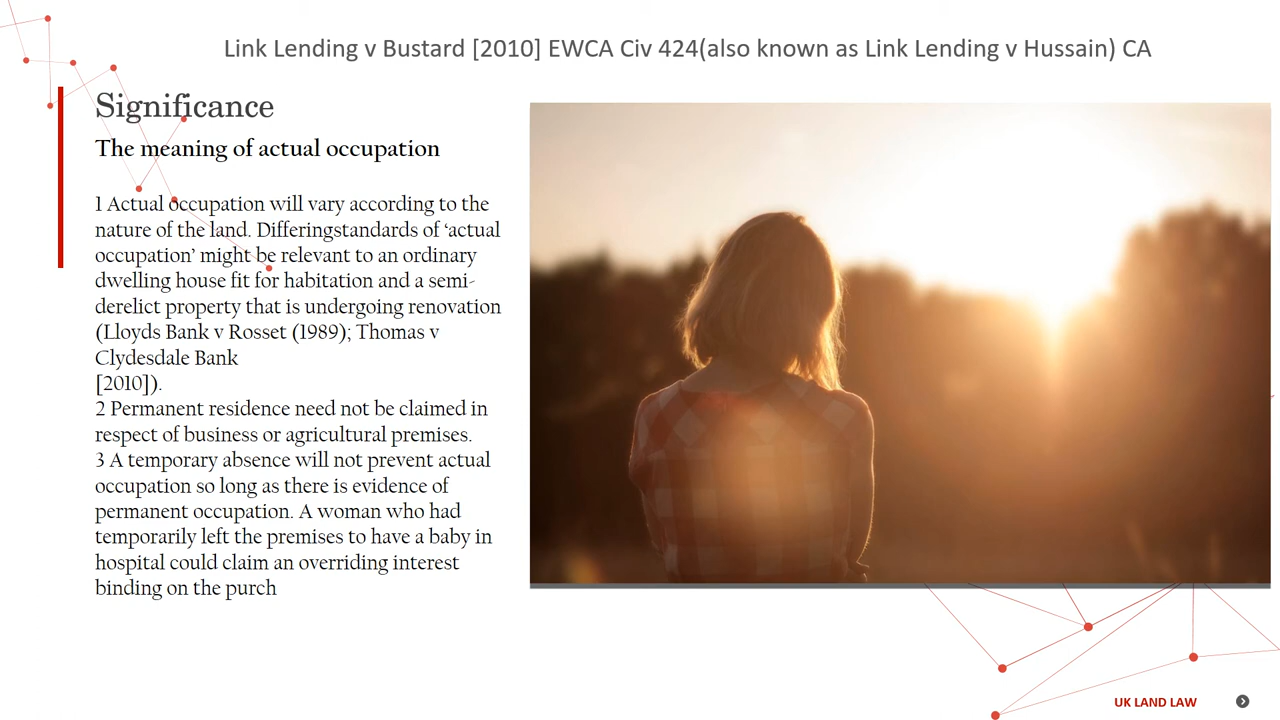 Link Lending v Bustard [2010] EWCA Civ 424(also known as Link Lending v Hussain) CA
Significance
The meaning of actual occupation
1 Actual occupation will vary according to the
nature of the land. Differingstandards of ‘actual
occupation’ might be relevant to an ordinary
dwelling house fit for habitation and a semi-
derelict property that is undergoing renovation
(Lloyds Bank v Rosset (1989); Thomas v
Clydesdale Bank
[2010]).
2 Permanent residence need not be claimed in
respect of business or agricultural premises.
3 A temporary absence will not prevent actual
occupation so long as there is evidence of
permanent occupation. A woman who had
temporarily left the premises to have a baby in
hospital could claim an overriding interest
binding on the purch
UK LAND LAW